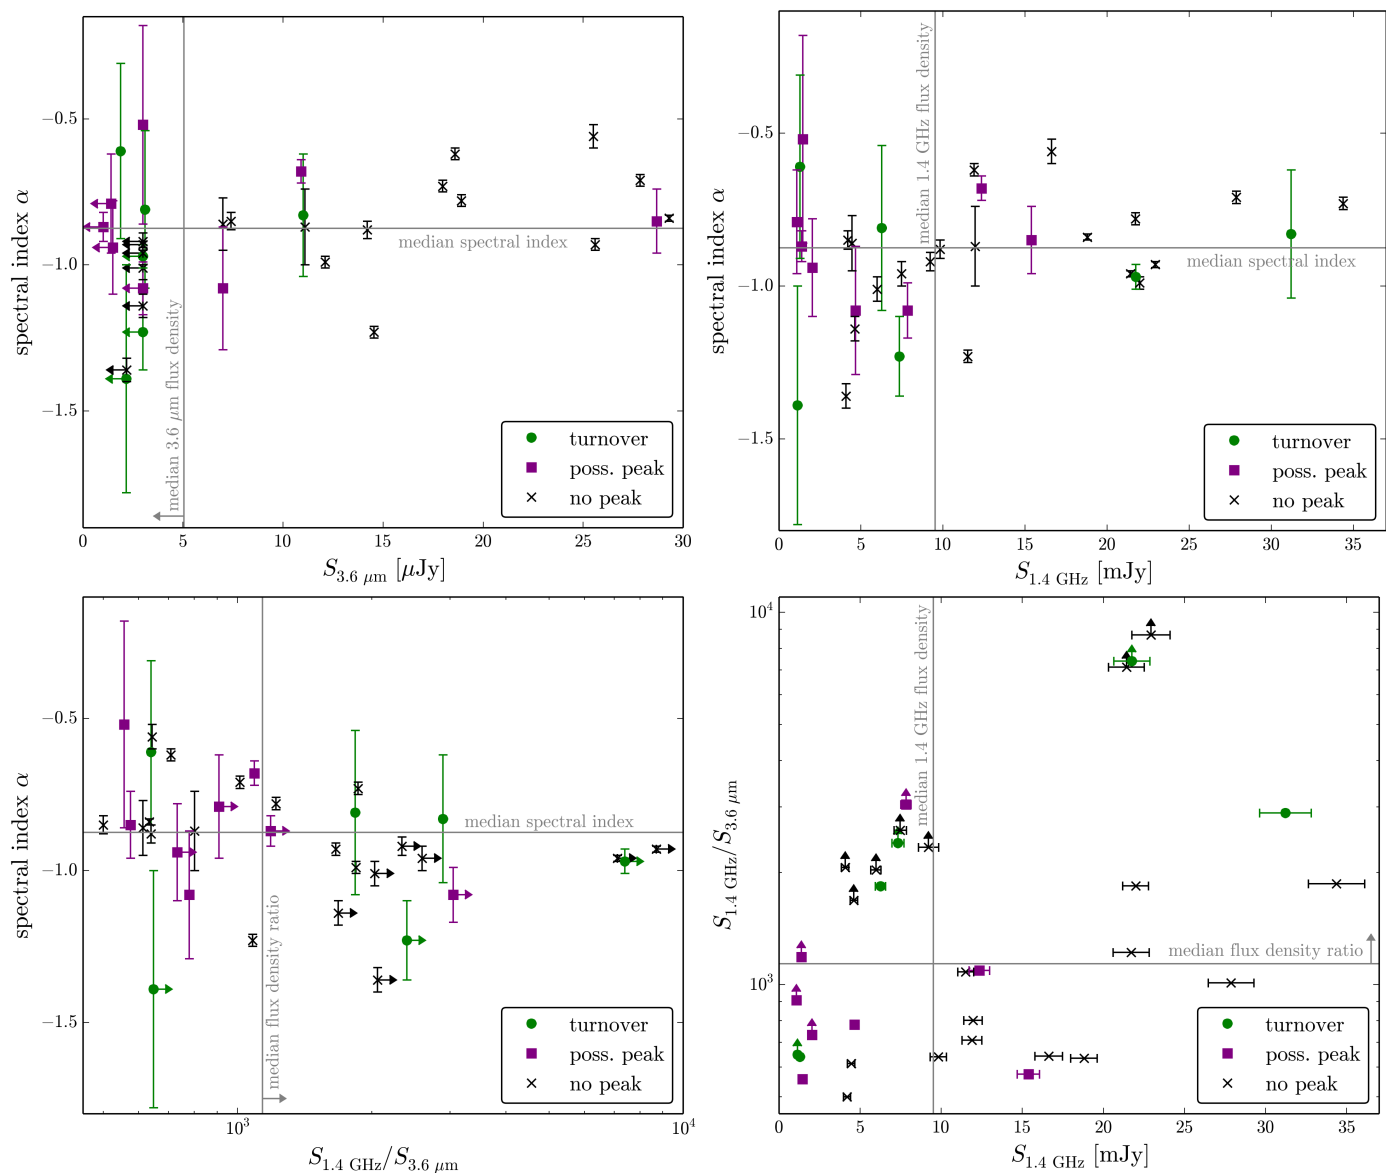 spectral index α
−0.5
−1.0
−1.5
median spectral index
median 3.6 μm flux density
turnover
poss. peak
no peak
0 5 10 15 20 25 30
S3.6 μm [μJy]
spectral index α
−0.5
−1.0
−1.5
median 1.4 GHz flux density
median spectral index
turnover
poss. peak
no peak
0 5 10 15 20 25 30 35
S1.4 GHz [mJy]
spectral index α
−0.5
−1.0
−1.5
median spectral index
median flux density ratio
turnover
poss. peak
no peak
10³ 10⁴
S1.4 GHz/S3.6 μm
S1.4 GHz/S3.6 μm
10⁴
10³
median 1.4 GHz flux density
median flux density ratio
turnover
poss. peak
no peak
0 5 10 15 20 25 30 35
S1.4 GHz [mJy]